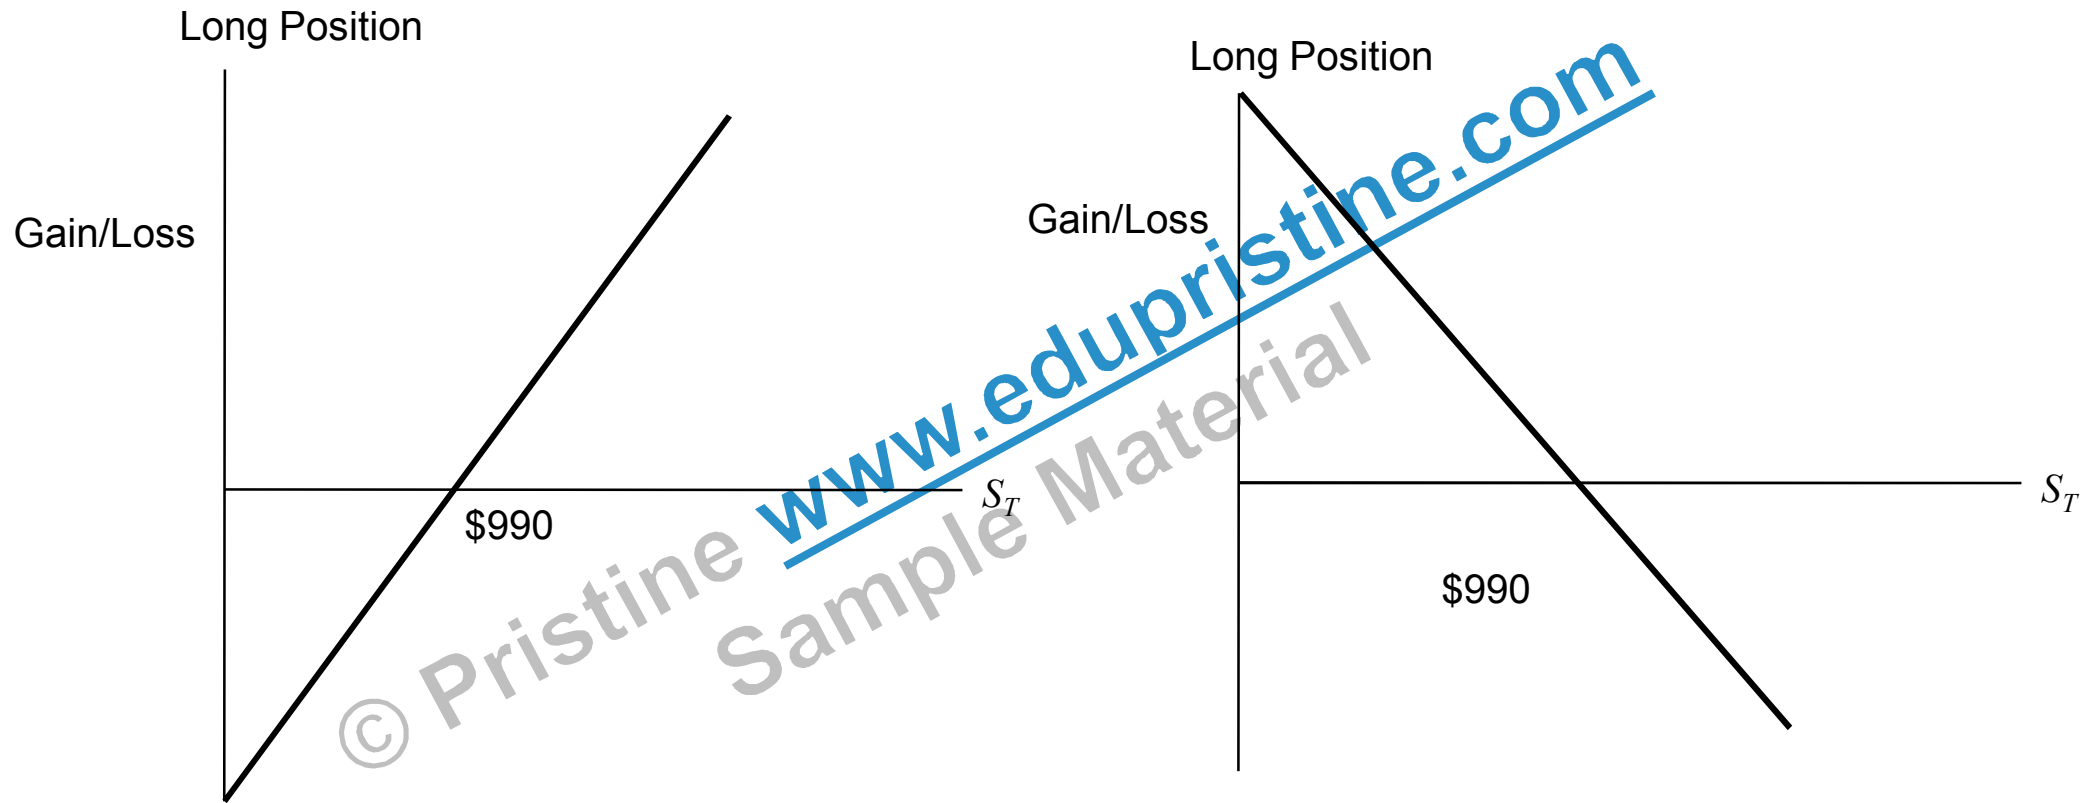 Long Position
Long Position
Gain/Loss
Gain/Loss
S_T
$990
S_T
$990
© Pristine www.edupristine.com
Sample Material